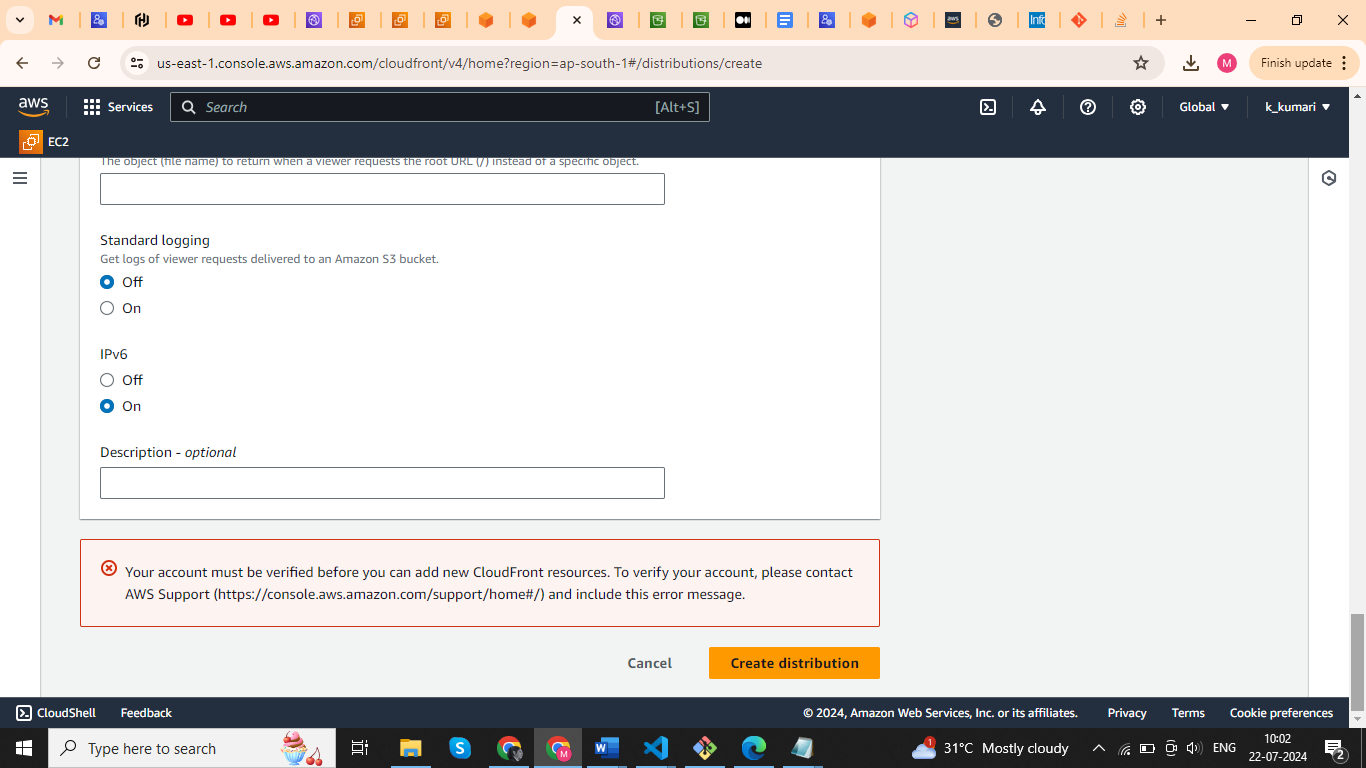 M
Finish update
us-east-1.console.aws.amazon.com/cloudfront/v4/home?region=ap-south-1#/distributions/create
aws
Services
Search
[Alt+S]
Global
k_kumari
EC2
The object (file name) to return when a viewer requests the root URL (/) instead of a specific object.
Standard logging
Get logs of viewer requests delivered to an Amazon S3 bucket.
Off
On
IPv6
Off
On
Description - optional
Your account must be verified before you can add new CloudFront resources. To verify your account, please contact
AWS Support (https://console.aws.amazon.com/support/home#/) and include this error message.
Cancel
Create distribution
CloudShell
Feedback
© 2024, Amazon Web Services, Inc. or its affiliates.
Privacy
Terms
Cookie preferences
Type here to search
31°C Mostly cloudy
ENG
10:02
22-07-2024
2